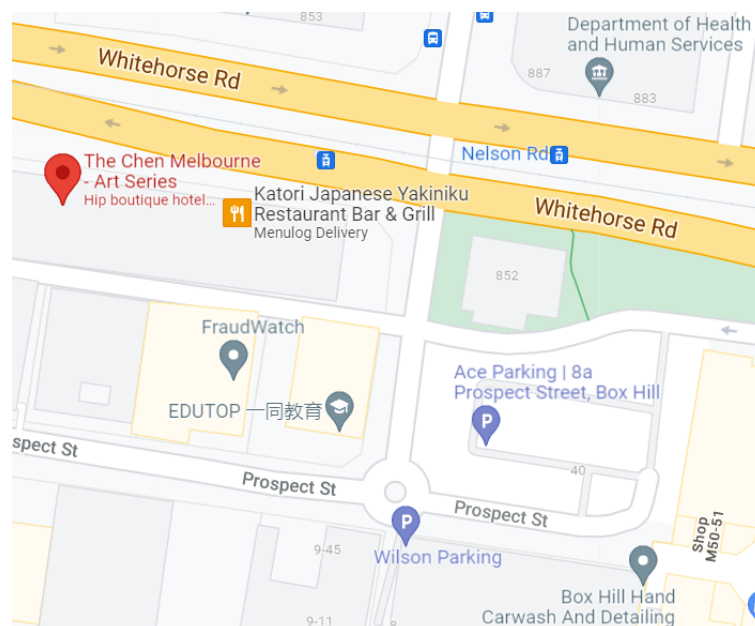 853
Department of Health
and Human Services
Whitehorse Rd
887
883
The Chen Melbourne
- Art Series
Hip boutique hotel...
Nelson Rd
Katori Japanese Yakiniku
Restaurant Bar & Grill
Menulog Delivery
Whitehorse Rd
852
FraudWatch
Ace Parking | 8a
Prospect Street, Box Hill
EDUTOP 一同教育
spect St
Prospect St
40
P
Prospect St
P
Shop
M50-51
9-45
Wilson Parking
Box Hill Hand
Carwash And Detailing
9-11
8